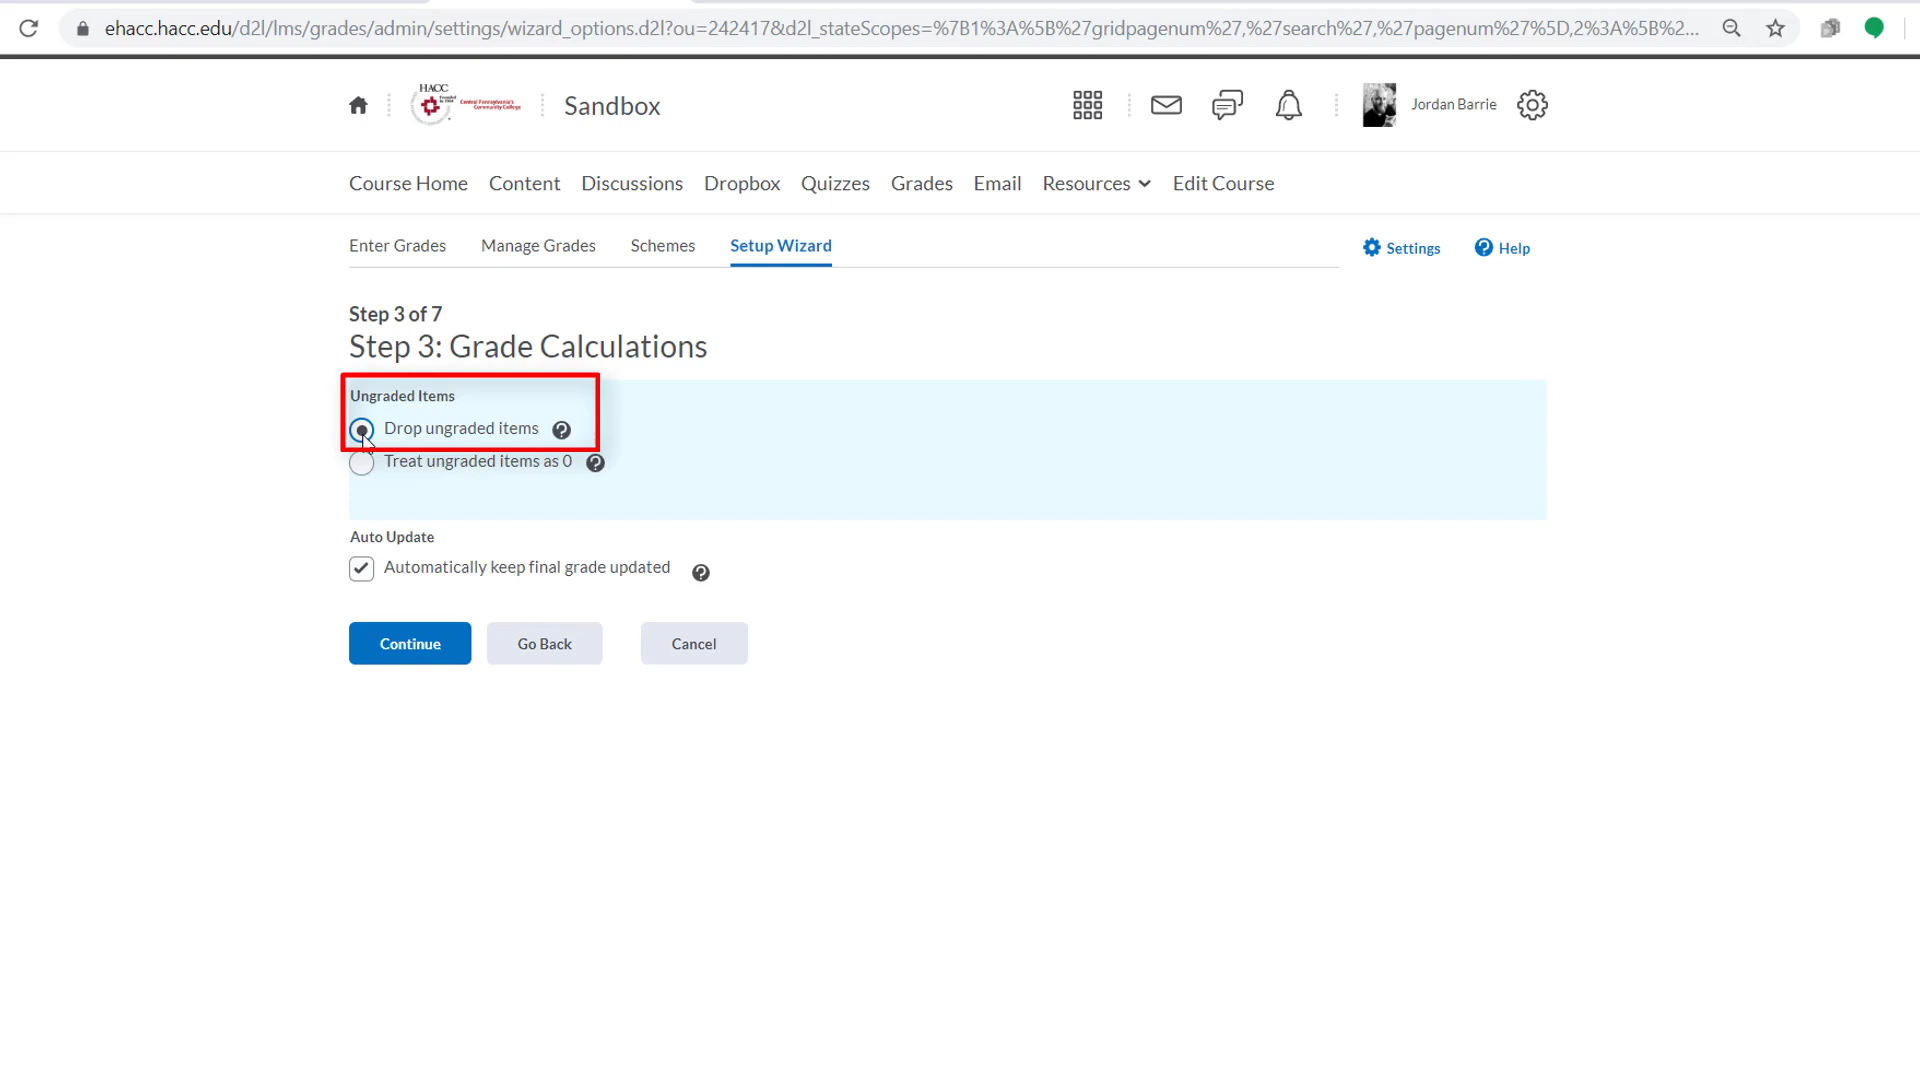 ehacc.hacc.edu/d2l/lms/grades/admin/settings/wizard_options.d2l?ou=242417&d2l_stateScopes=%7B1%3A%5B%27gridpagenum%27,%27search%27,%27pagenum%27%5D,2%3A%5B%2...
HACC
Central Pennsylvania's
Community College
Sandbox
Jordan Barrie
Course Home Content Discussions Dropbox Quizzes Grades Email Resources Edit Course
Enter Grades Manage Grades Schemes Setup Wizard Settings Help
Step 3 of 7
Step 3: Grade Calculations
Ungraded Items
Drop ungraded items
Treat ungraded items as 0
Auto Update
Automatically keep final grade updated
Continue Go Back Cancel